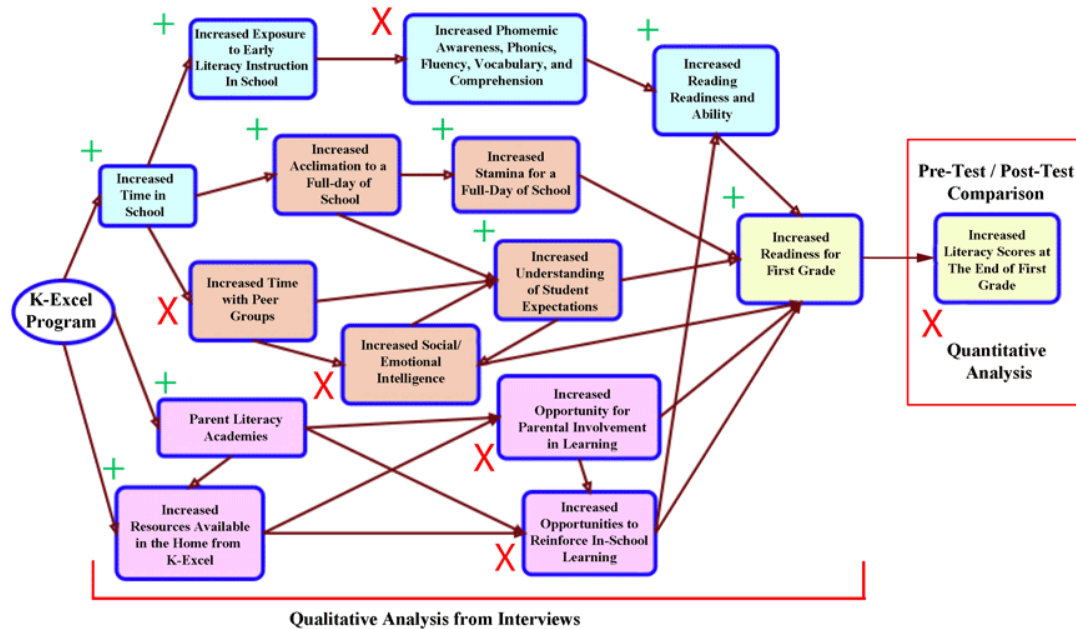 Increased Exposure
to Early
Literacy Instruction
In School
Increased Phomemic
Awareness, Phonics,
Fluency, Vocabulary, and
Comprehension
Increased
Reading
Readiness and
Ability
Increased
Time in
School
Increased
Acclimation to a
Full-day of
School
Increased
Stamina for a
Full-Day of School
Pre-Test / Post-Test
Comparison
Increased
Readiness for
First Grade
Increased
Literacy Scores at
The End of First
Grade
Increased
Understanding
of Student
Expectations
Increased Time
with Peer
Groups
K-Excel
Program
Increased Social/
Emotional
Intelligence
Quantitative
Analysis
Parent Literacy
Academies
Increased
Opportunity for
Parental Involvement
in Learning
Increased
Resources Available
in the Home from
K-Excel
Increased
Opportunities to
Reinforce In-School
Learning
Qualitative Analysis from Interviews